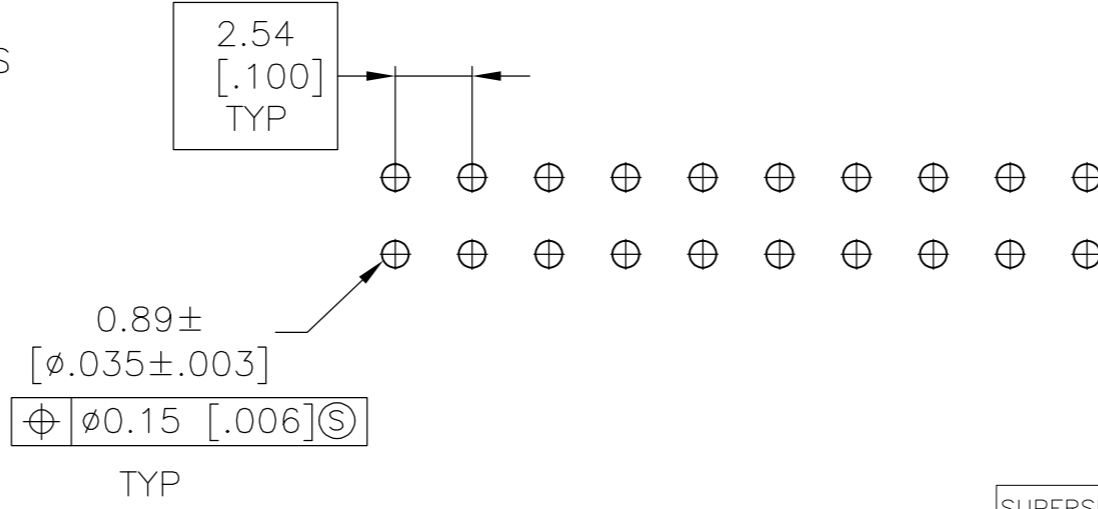 S
2.54
[.100]
TYP
0.89±
[ø.035±.003]
⌖ ø0.15 [.006]Ⓢ
TYP